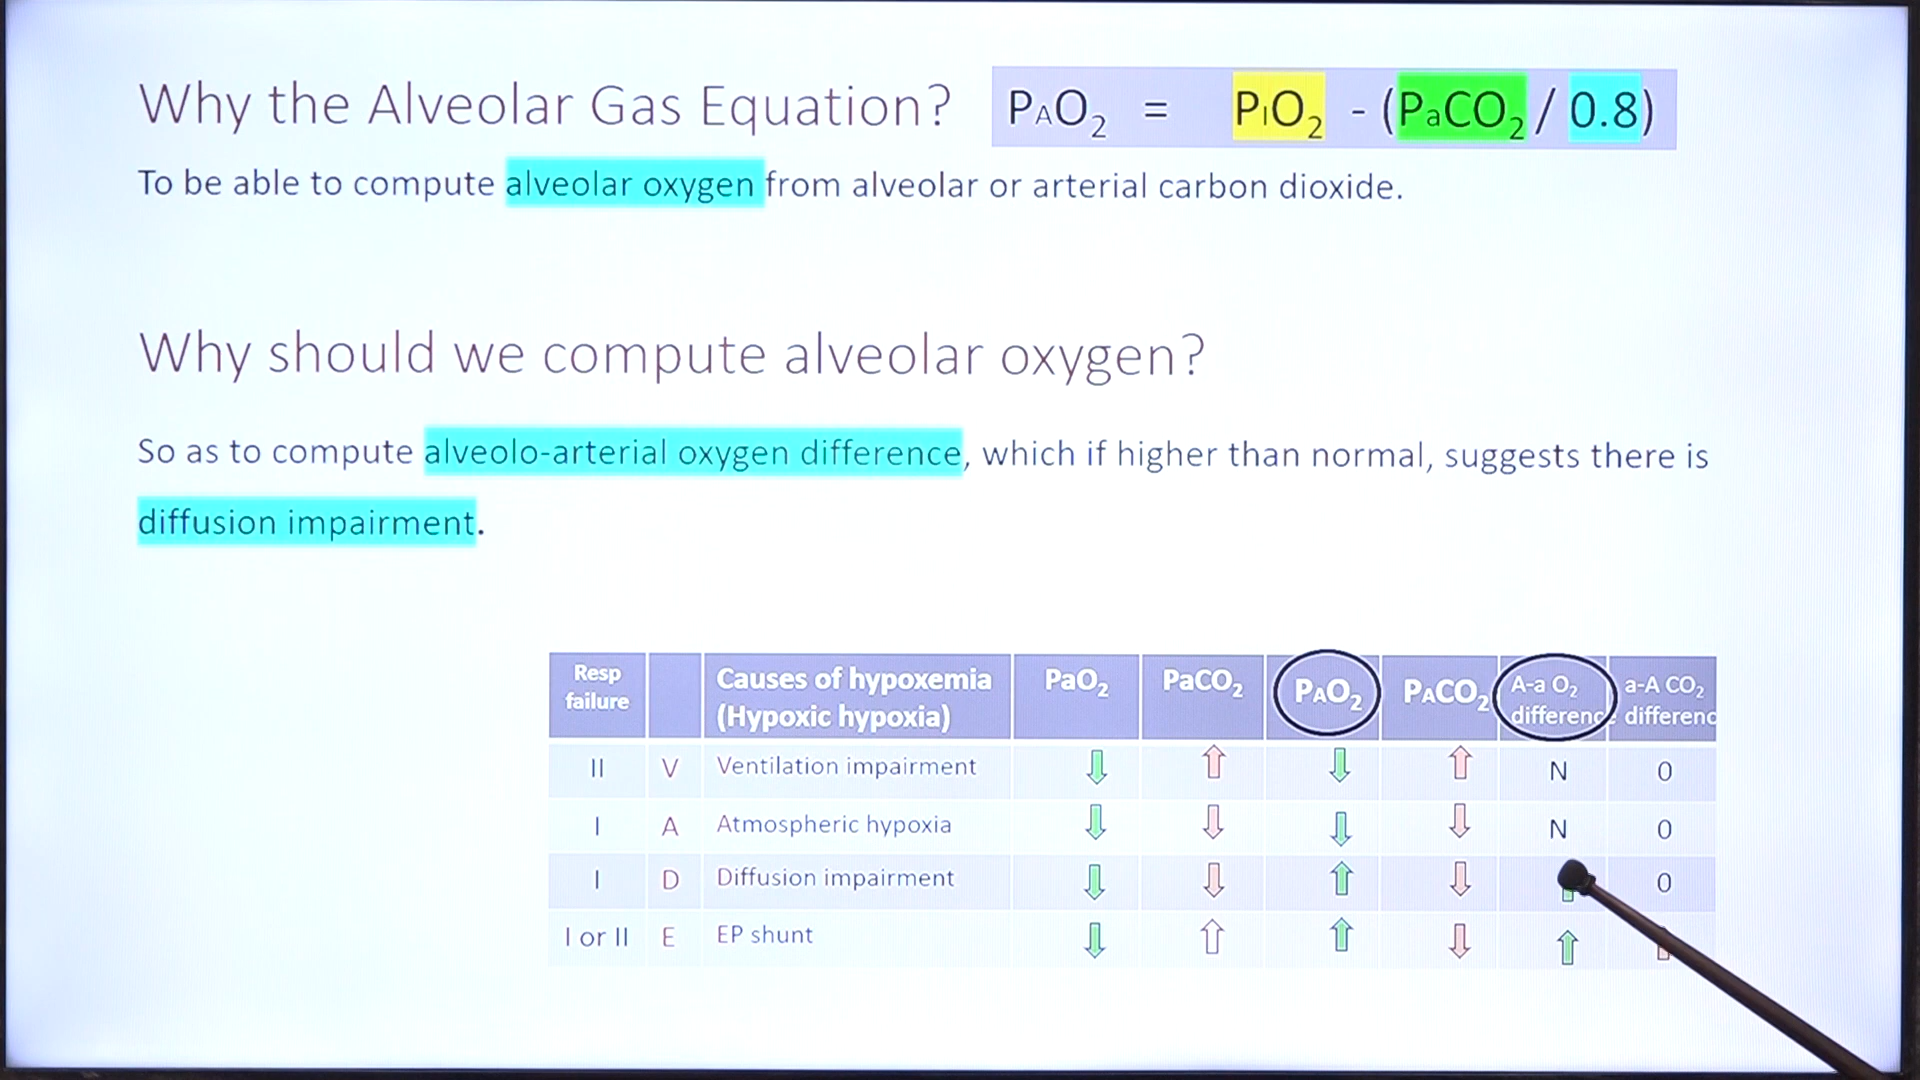 Why the Alveolar Gas Equation?
PAO₂ = PIO₂ - (PaCO₂ / 0.8)
To be able to compute alveolar oxygen from alveolar or arterial carbon dioxide.
Why should we compute alveolar oxygen?
So as to compute alveolo-arterial oxygen difference, which if higher than normal, suggests there is
diffusion impairment.
Resp failure Causes of hypoxemia (Hypoxic hypoxia) PaO₂ PaCO₂ PAO₂ PACO₂ A-a O₂ differenc a-A CO₂ differenc
II V Ventilation impairment ⇩ ⇧ ⇩ ⇧ N 0
I A Atmospheric hypoxia ⇩ ⇩ ⇩ ⇩ N 0
I D Diffusion impairment ⇩ ⇩ ⇧ ⇩ 0
I or II E EP shunt ⇩ ⇧ ⇧ ⇩ ⇧